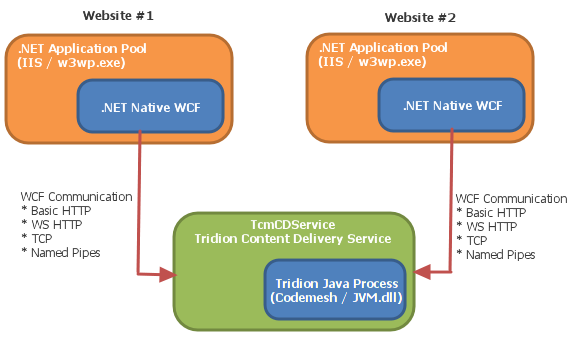 Website #1
Website #2
.NET Application Pool
(IIS / w3wp.exe)
.NET Native WCF
.NET Application Pool
(IIS / w3wp.exe)
.NET Native WCF
WCF Communication
* Basic HTTP
* WS HTTP
* TCP
* Named Pipes
WCF Communication
* Basic HTTP
* WS HTTP
* TCP
* Named Pipes
TcmCDService
Tridion Content Delivery Service
Tridion Java Process
(Codemesh / JVM.dll)